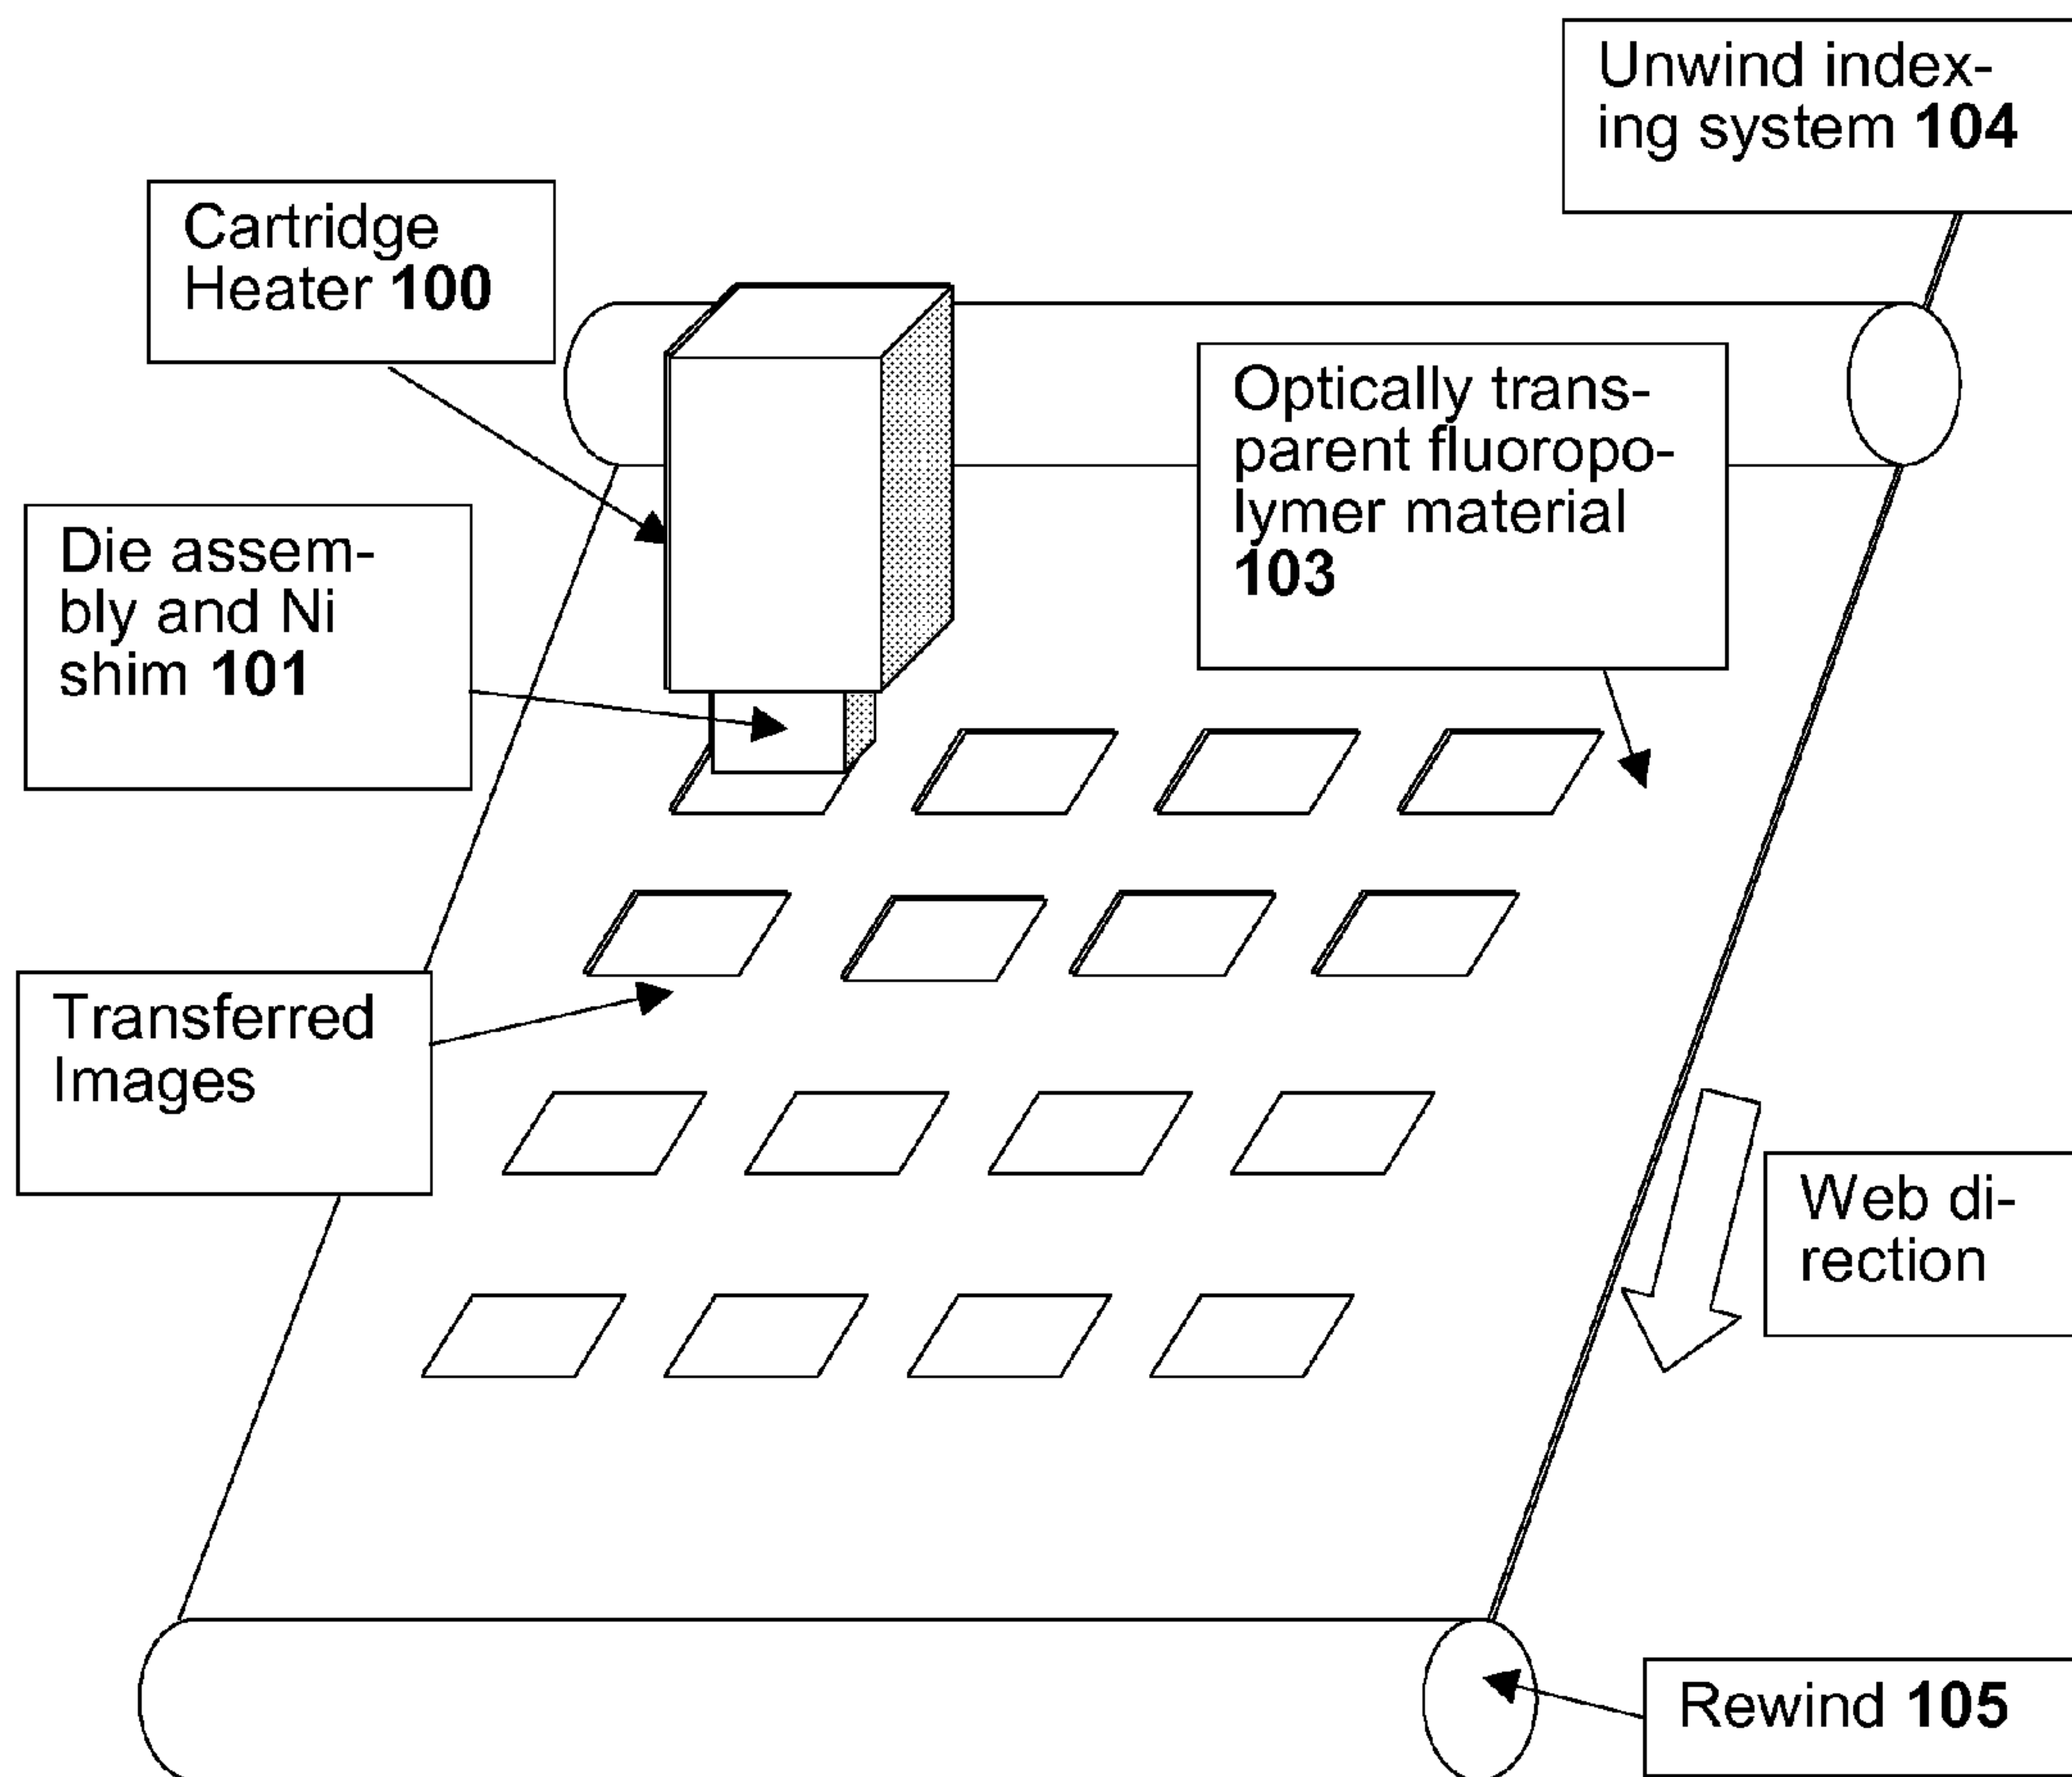 Unwind index-
ing system 104
Cartridge
Heater 100
Optically trans-
parent fluoropo-
lymer material
103
Die assem-
bly and Ni
shim 101
Transferred
Images
Web di-
rection
Rewind 105